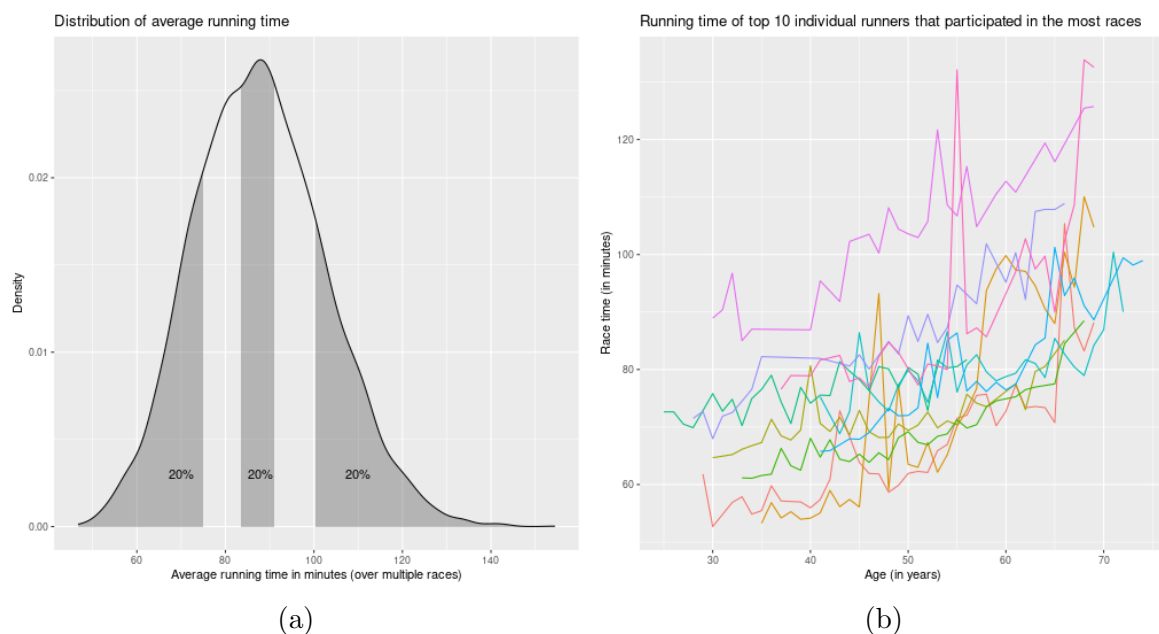 Distribution of average running time
Density
0.02
0.01
0.00
20%
20%
20%
60
80
100
120
140
Average running time in minutes (over multiple races)
(a)
Running time of top 10 individual runners that participated in the most races
Race time (in minutes)
120
100
80
60
30
40
50
60
70
Age (in years)
(b)